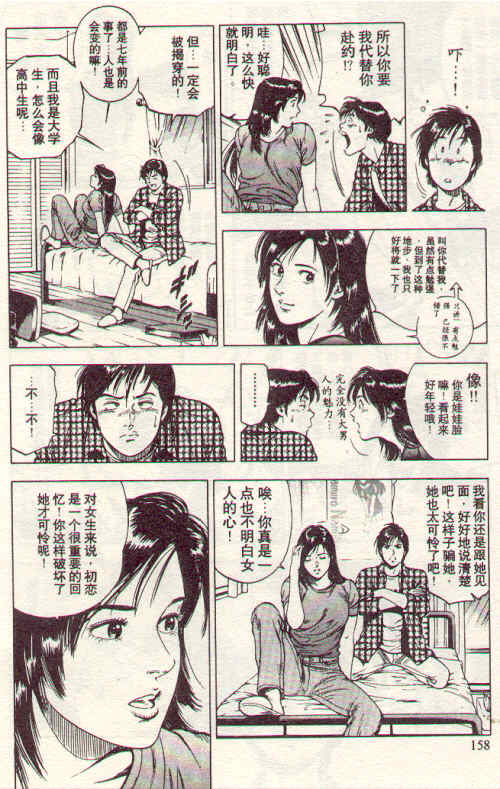 吓…！
所以你要
我代替你
赴约!?
哇…好聪
明，这么快
就明白了。
但…一定会
被揭穿的！
都是七年前的
事了…人也是
会变的嘛！
而且我是大学
生，怎么会像
高中生呢…
叫你代替我，
虽然有点勉强
，但到了这种
地步，我也只
好将就一下了
像!!
你是娃娃脸
嘛！看起来
好年轻哦！
完全没有大男
人的魅力…
………
…不…不！
我看你还是跟她见
面，好好地说清楚
吧！这样子骗她，
她也太可怜了吧！
唉…你真是一
点也不明白女
人的心！
对女生来说，初恋
是一个很重要的回
忆！你这样破坏了
她才可怜呢！
158